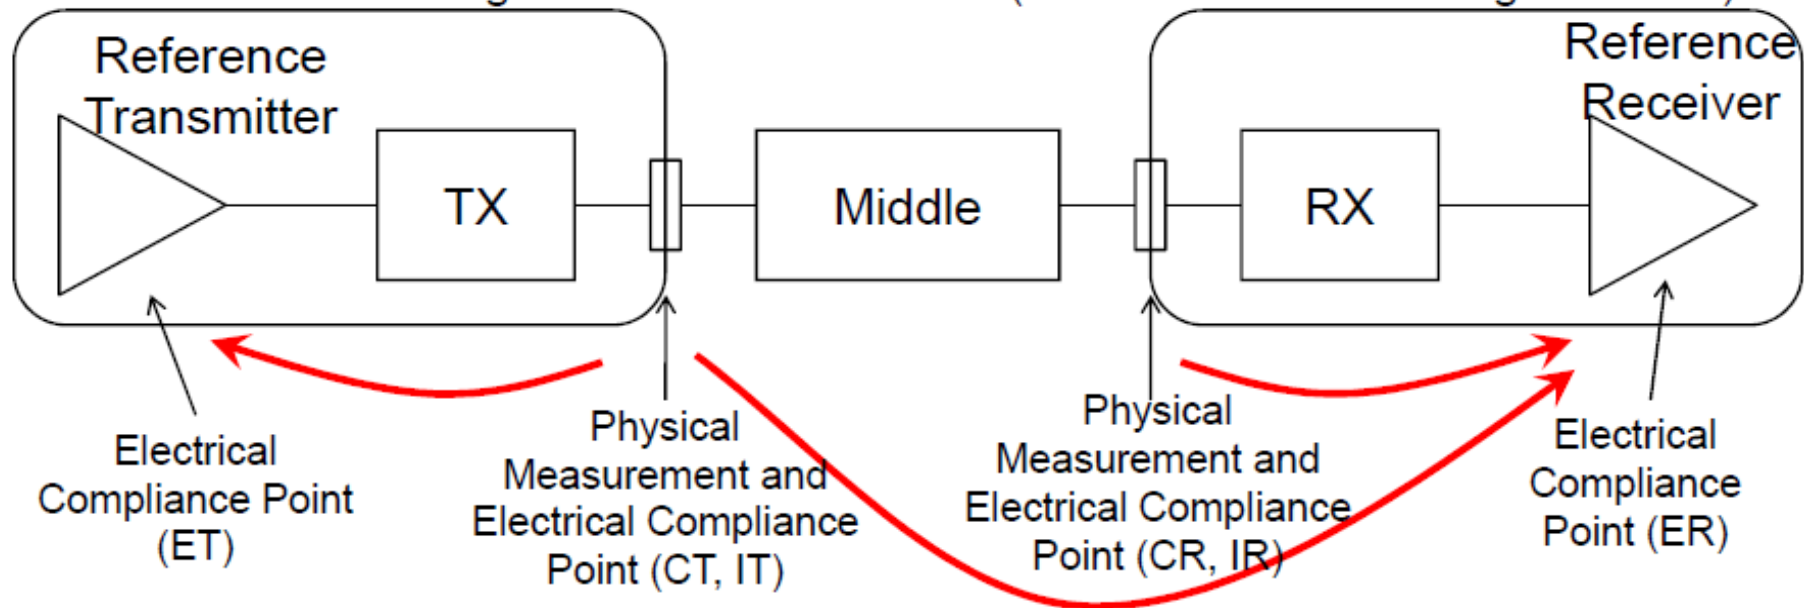 Reference
Transmitter
TX
Middle
RX
Reference
Receiver
Electrical
Compliance Point
(ET)
Physical
Measurement and
Electrical Compliance
Point (CT, IT)
Physical
Measurement and
Electrical Compliance
Point (CR, IR)
Electrical
Compliance
Point (ER)